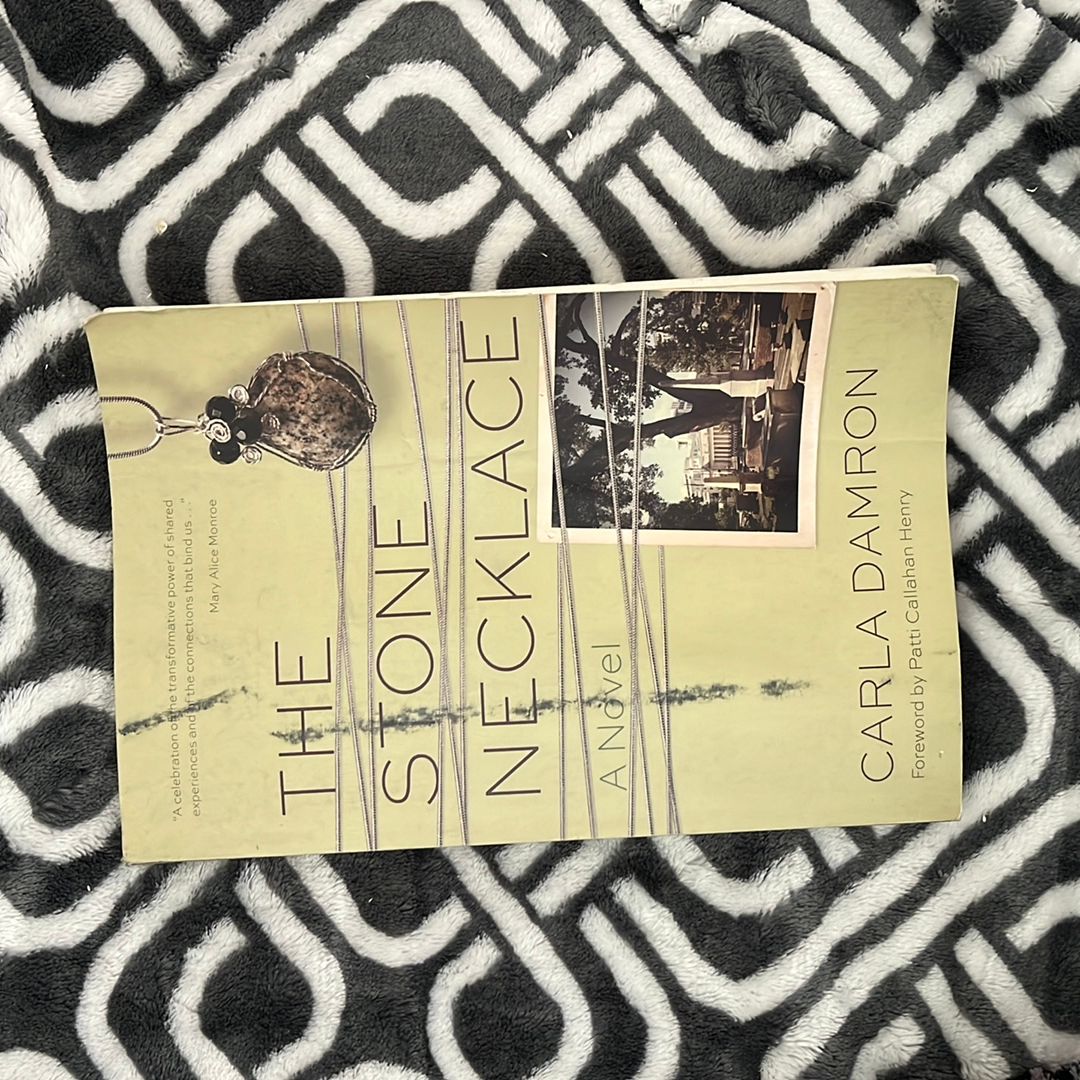 "A celebration of the transformative power of shared
experiences and of the connections that bind us . . ."
Mary Alice Monroe
THE
STONE
NECKLACE
A Novel
CARLA DAMRON
Foreword by Patti Callahan Henry